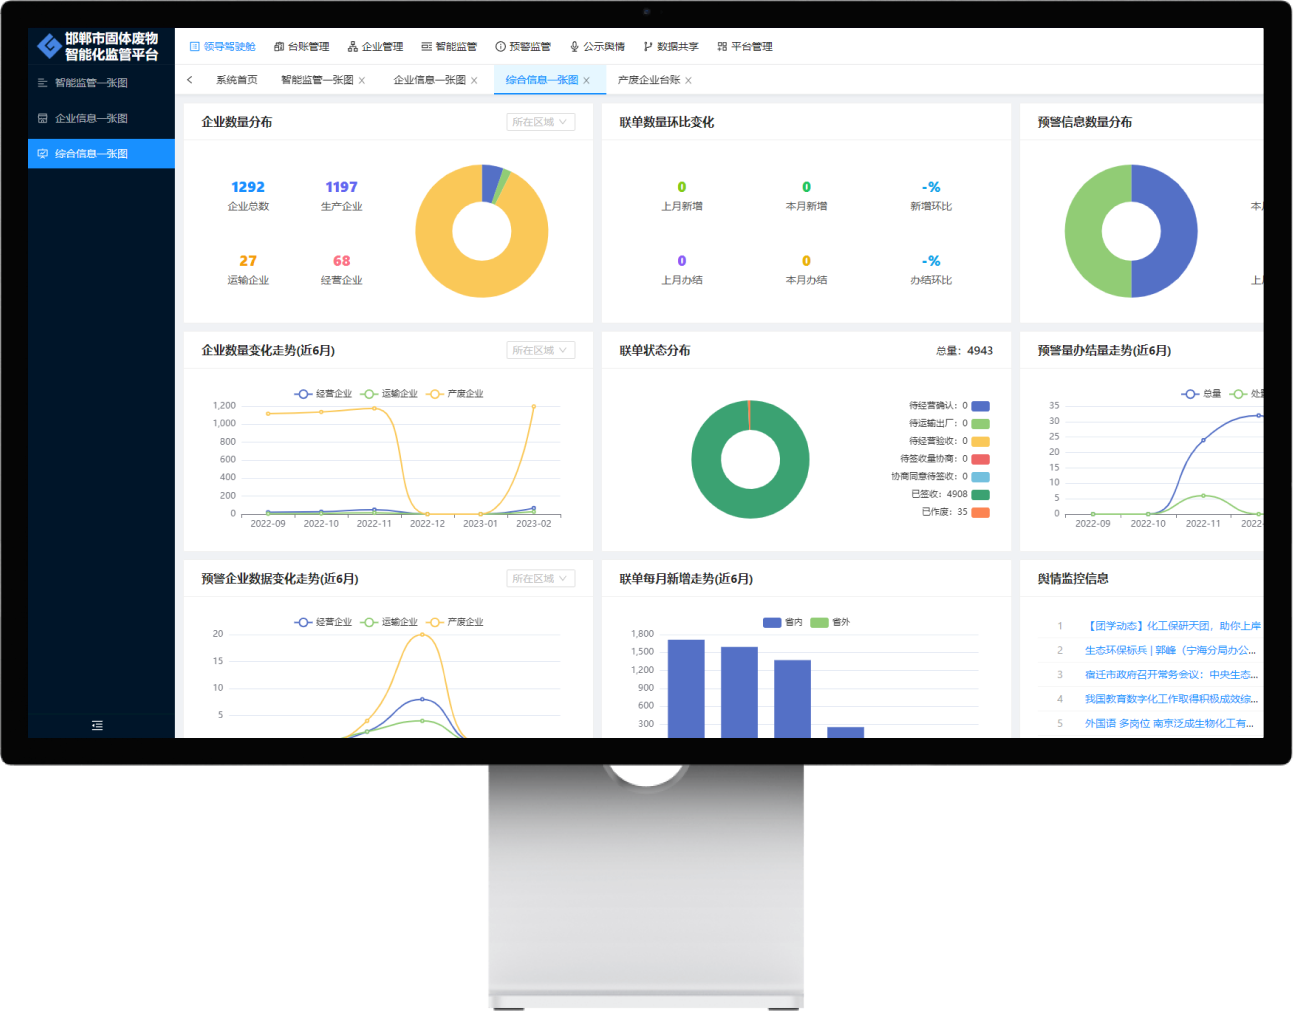 邯郸市固体废物
智能化监管平台
领导驾驶舱 台账管理 企业管理 智能监管 预警监管 公示舆情 数据共享 平台管理
系统首页 智能监管一张图 企业信息一张图 综合信息一张图 产废企业台账
智能监管一张图
企业信息一张图
综合信息一张图
企业数量分布 所在区域
1292 1197
企业总数 生产企业
27 68
运输企业 经营企业
联单数量环比变化
0 0 -%
上月新增 本月新增 新增环比
0 0 -%
上月办结 本月办结 办结环比
预警信息数量分布
本
上
企业数量变化走势(近6月) 所在区域
经营企业 运输企业 产废企业
1,200
1,000
800
600
400
200
0
2022-09 2022-10 2022-11 2022-12 2023-01 2023-02
联单状态分布 总量：4943
待经营确认：0
待运输出厂：0
待经营验收：0
待签收量协商：0
协商同意待签收：0
已签收：4908
已作废：35
预警量办结量走势(近6月)
总量 处
35
30
25
20
15
10
5
0
2022-09 2022-10 2022-11 2022-
预警企业数据变化走势(近6月) 所在区域
经营企业 运输企业 产废企业
20
15
10
5
联单每月新增走势(近6月)
省内 省外
1,800
1,500
1,200
900
600
300
舆情监控信息
1 【团学动态】化工保研天团，助你上岸
2 生态环保标兵 | 郭峰（宁海分局办公...
3 宿迁市政府召开常务会议：中央生态...
4 我国教育数字化工作取得积极成效综...
5 外国语 多岗位 南京泛成生物化工有...